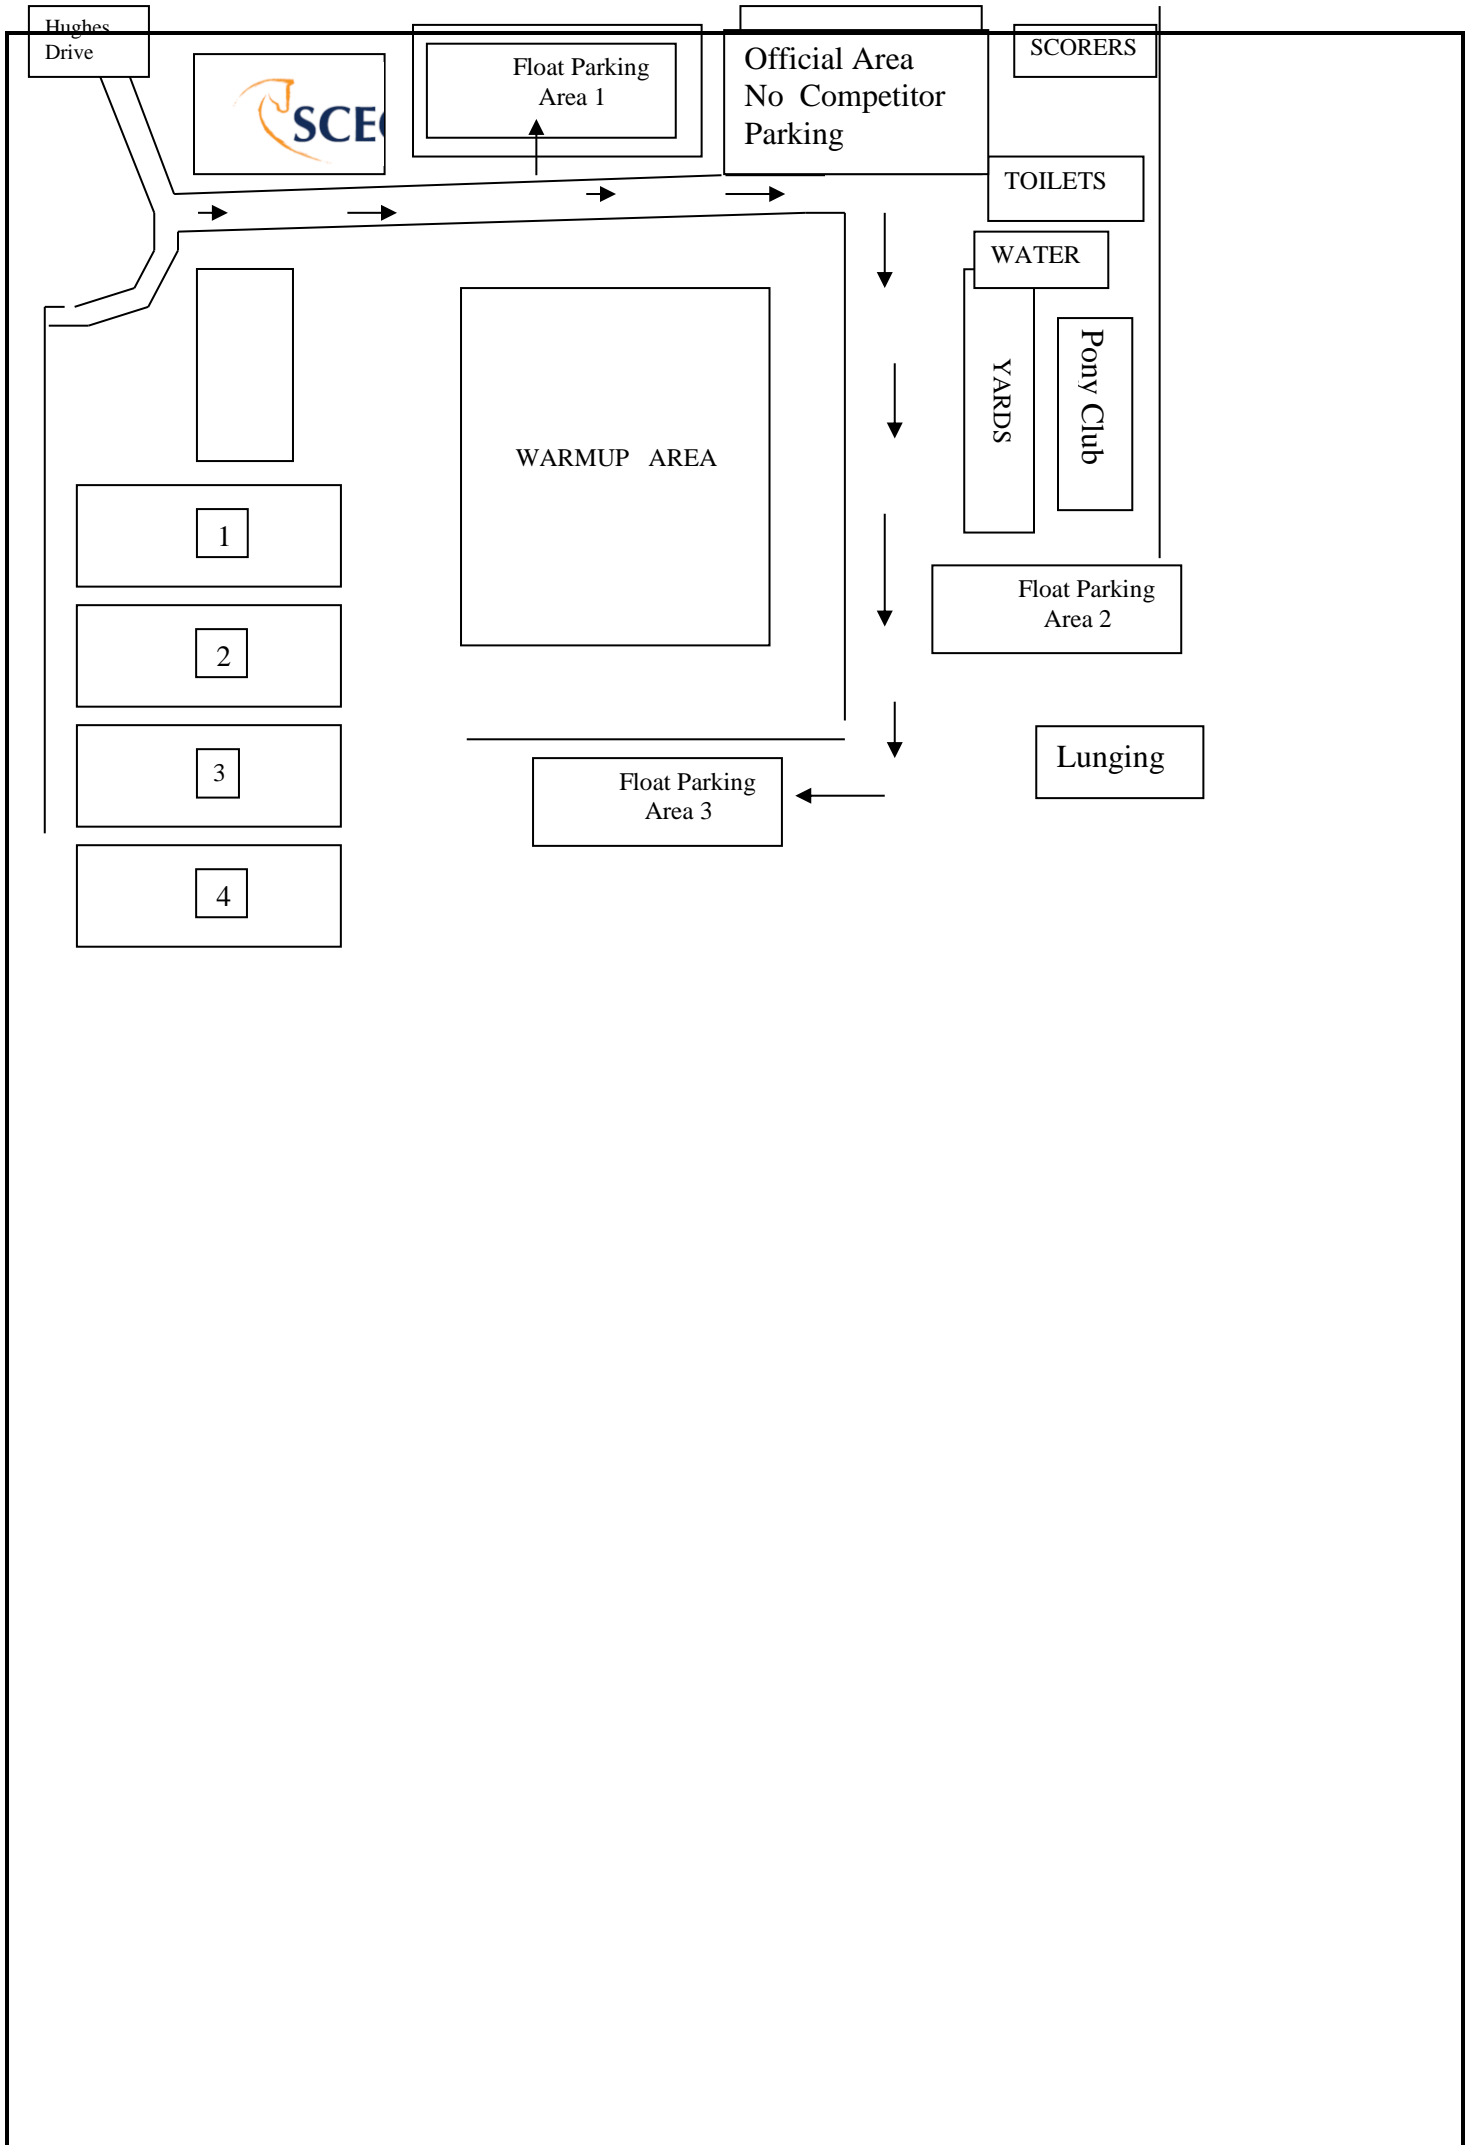 Hughes
Drive
Float Parking
Area 1
Official Area
No Competitor
Parking
SCORERS
TOILETS
WATER
YARDS
Pony Club
WARMUP AREA
1
2
3
4
Float Parking
Area 2
Lunging
Float Parking
Area 3